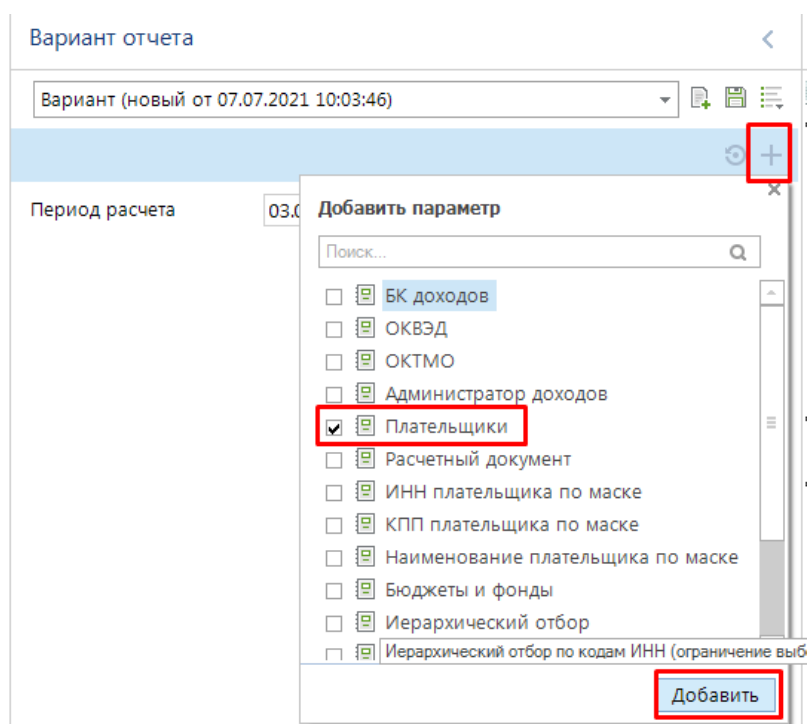 Вариант отчета
Вариант (новый от 07.07.2021 10:03:46)
Период расчета
03.0
Добавить параметр
Поиск...
БК доходов
ОКВЭД
ОКТМО
Администратор доходов
Плательщики
Расчетный документ
ИНН плательщика по маске
КПП плательщика по маске
Наименование плательщика по маске
Бюджеты и фонды
Иерархический отбор
Иерархический отбор по кодам ИНН (ограничение выб
Добавить